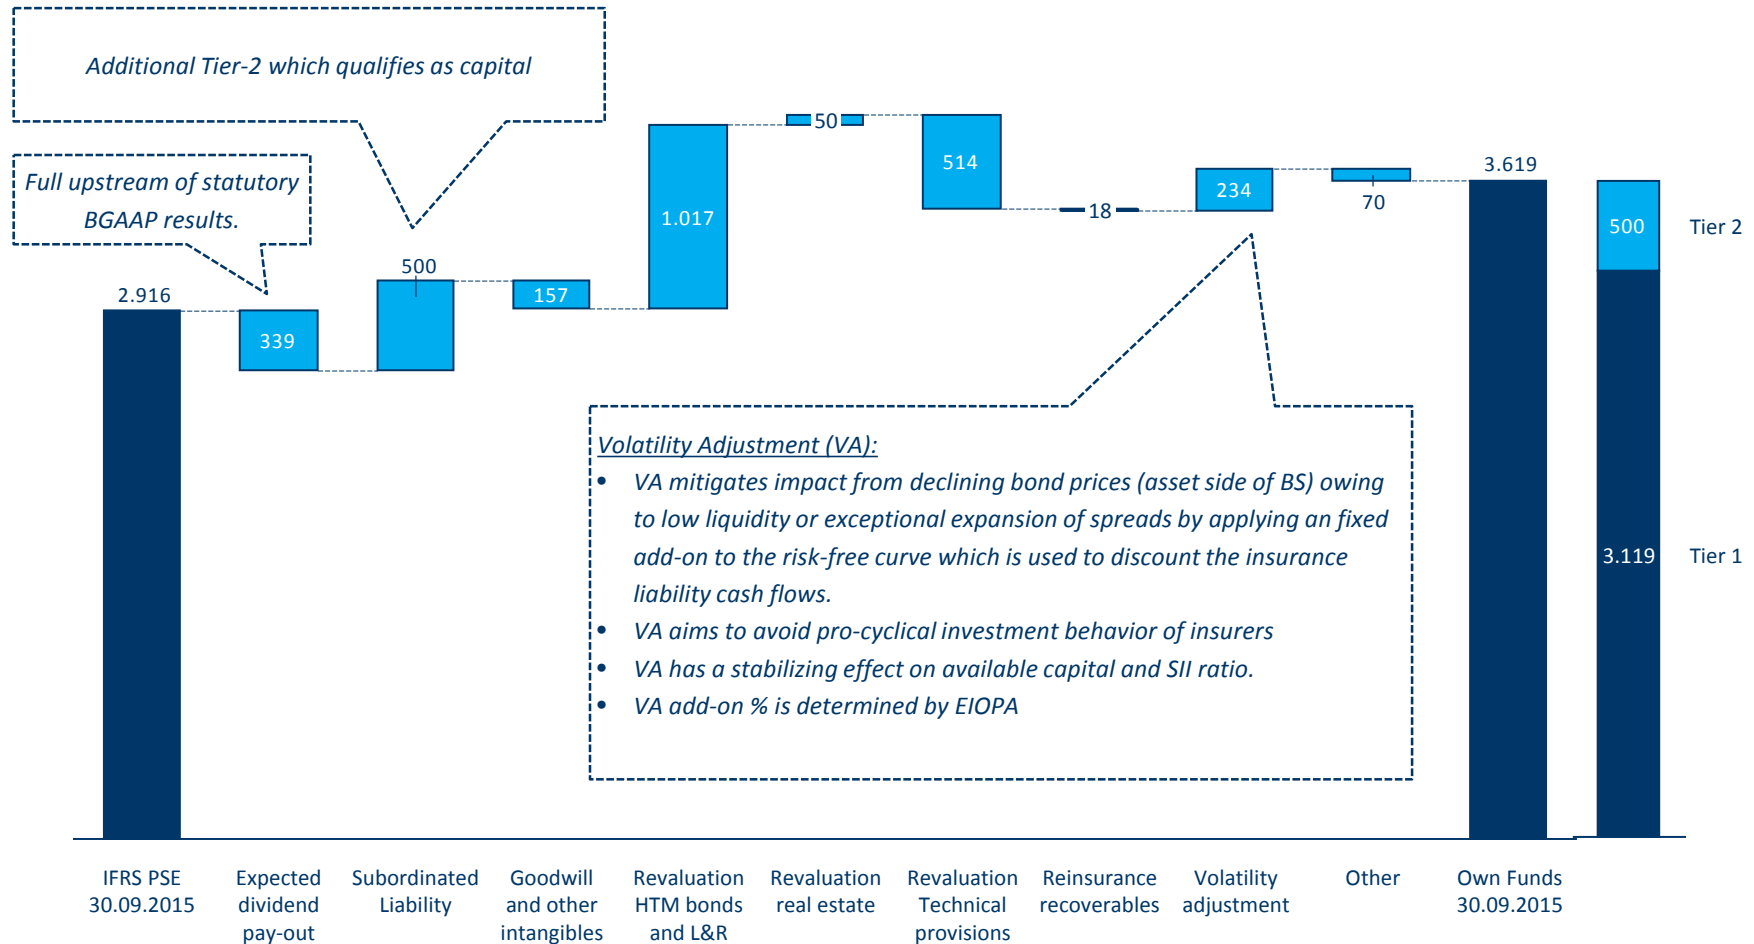 Additional Tier-2 which qualifies as capital
Full upstream of statutory
BGAAP results.
2.916
339
500
157
1.017
50
514
18
234
70
3.619
500
Tier 2
3.119
Tier 1
Volatility Adjustment (VA):
• VA mitigates impact from declining bond prices (asset side of BS) owing
to low liquidity or exceptional expansion of spreads by applying an fixed
add-on to the risk-free curve which is used to discount the insurance
liability cash flows.
• VA aims to avoid pro-cyclical investment behavior of insurers
• VA has a stabilizing effect on available capital and SII ratio.
• VA add-on % is determined by EIOPA
IFRS PSE
30.09.2015
Expected
dividend
pay-out
Subordinated
Liability
Goodwill
and other
intangibles
Revaluation
HTM bonds
and L&R
Revaluation
real estate
Revaluation
Technical
provisions
Reinsurance
recoverables
Volatility
adjustment
Other
Own Funds
30.09.2015